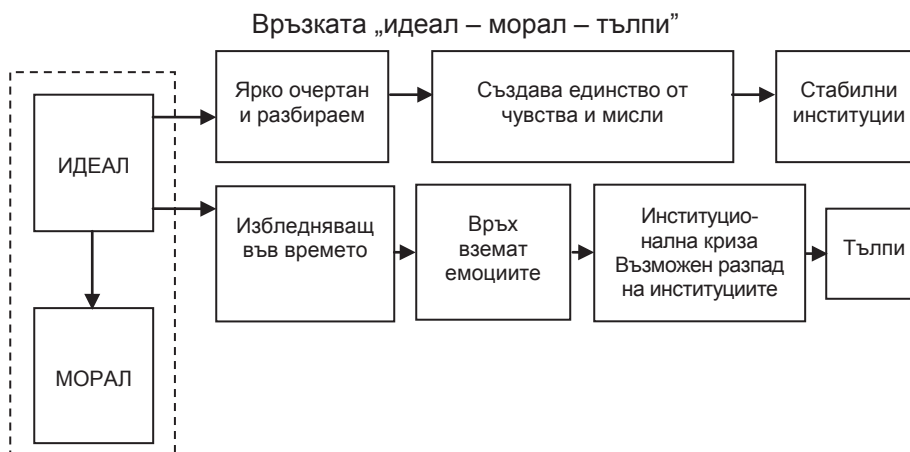 Връзката „идеал – морал – тълпи”
ИДЕАЛ
Ярко очертан
и разбираем
Създава единство от
чувства и мисли
Стабилни
институции
Избледняващ
във времето
Връх
вземат
емоциите
Институцио-
нална криза
Възможен разпад
на институциите
Тълпи
МОРАЛ